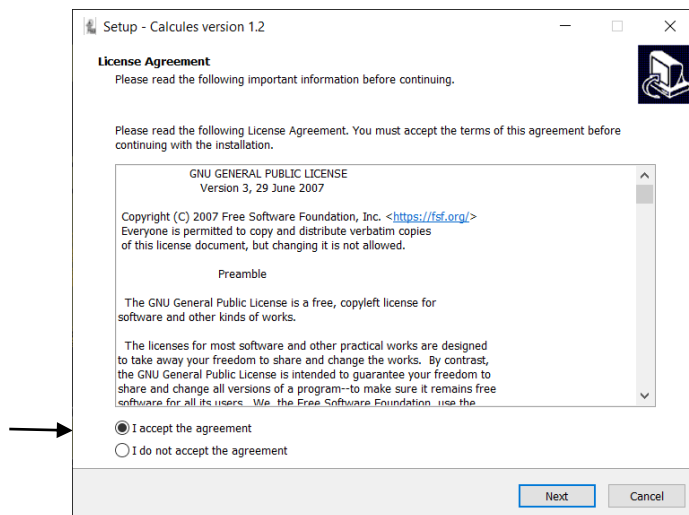 Setup - Calcules version 1.2
License Agreement
Please read the following important information before continuing.
Please read the following License Agreement. You must accept the terms of this agreement before
continuing with the installation.
GNU GENERAL PUBLIC LICENSE
Version 3, 29 June 2007
Copyright (C) 2007 Free Software Foundation, Inc. <https://fsf.org/>
Everyone is permitted to copy and distribute verbatim copies
of this license document, but changing it is not allowed.
Preamble
The GNU General Public License is a free, copyleft license for
software and other kinds of works.
The licenses for most software and other practical works are designed
to take away your freedom to share and change the works.  By contrast,
the GNU General Public License is intended to guarantee your freedom to
share and change all versions of a program--to make sure it remains free
software for all its users.  We, the Free Software Foundation, use the
I accept the agreement
I do not accept the agreement
Next
Cancel